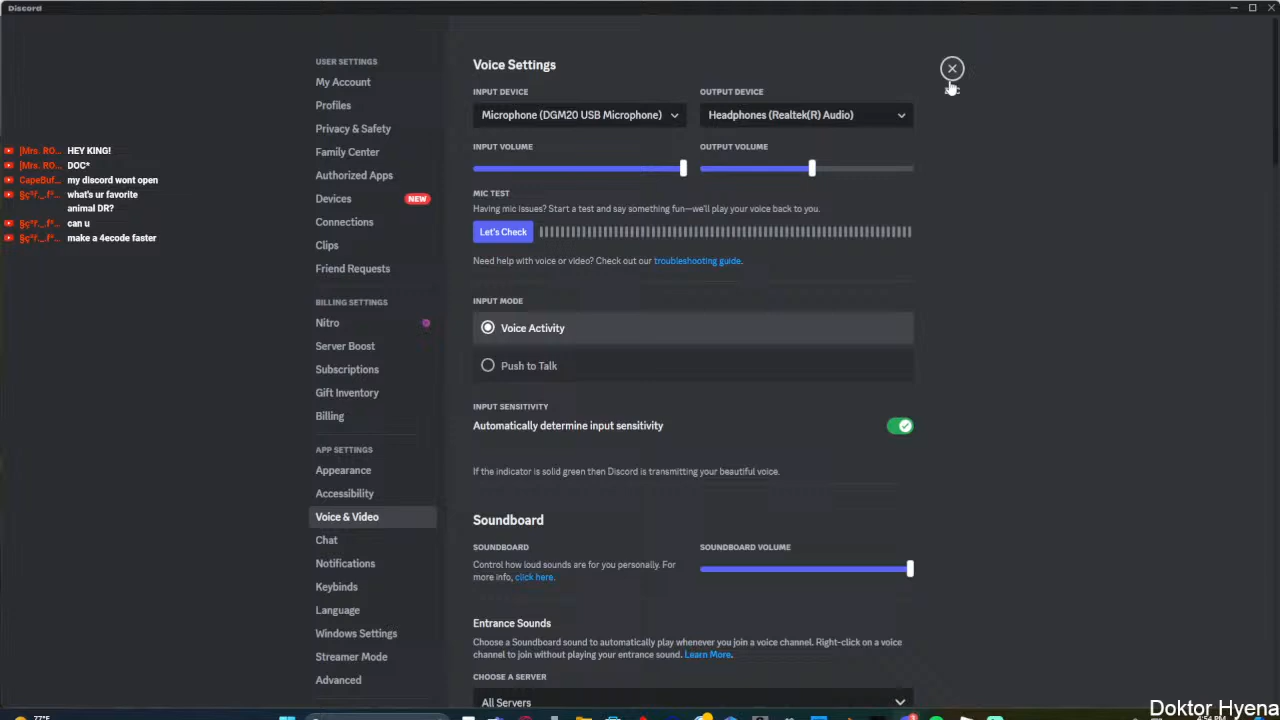 Discord
[Mrs. RO... HEY KING!
[Mrs. RO... DOC*
CapeBuf... my discord wont open
what's ur favorite
animal DR?
can u
make a 4ecode faster
USER SETTINGS
My Account
Profiles
Privacy & Safety
Family Center
Authorized Apps
Devices NEW
Connections
Clips
Friend Requests
BILLING SETTINGS
Nitro
Server Boost
Subscriptions
Gift Inventory
Billing
APP SETTINGS
Appearance
Accessibility
Voice & Video
Chat
Notifications
Keybinds
Language
Windows Settings
Streamer Mode
Advanced
Voice Settings
INPUT DEVICE OUTPUT DEVICE
Microphone (DGM20 USB Microphone) Headphones (Realtek(R) Audio)
INPUT VOLUME OUTPUT VOLUME
MIC TEST
Having mic issues? Start a test and say something fun—we'll play your voice back to you.
Let's Check
Need help with voice or video? Check out our troubleshooting guide.
INPUT MODE
Voice Activity
Push to Talk
INPUT SENSITIVITY
Automatically determine input sensitivity
If the indicator is solid green then Discord is transmitting your beautiful voice.
Soundboard
SOUNDBOARD SOUNDBOARD VOLUME
Control how loud sounds are for you personally. For
more info, click here.
Entrance Sounds
Choose a Soundboard sound to automatically play whenever you join a voice channel. Right-click on a voice
channel to join without playing your entrance sound. Learn More.
CHOOSE A SERVER
All Servers
Doktor Hyena
77°F
4:54 PM